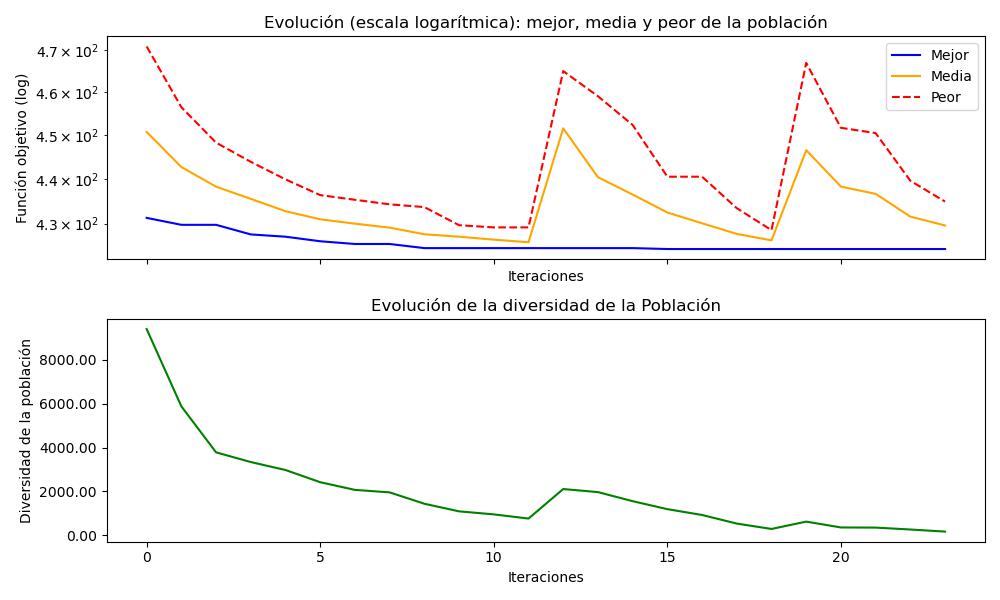 Evolución (escala logarítmica): mejor, media y peor de la población
Función objetivo (log)
4.7 × 10²
4.6 × 10²
4.5 × 10²
4.4 × 10²
4.3 × 10²
Mejor
Media
Peor
Iteraciones
Evolución de la diversidad de la Población
Diversidad de la población
8000.00
6000.00
4000.00
2000.00
0.00
0 5 10 15 20
Iteraciones